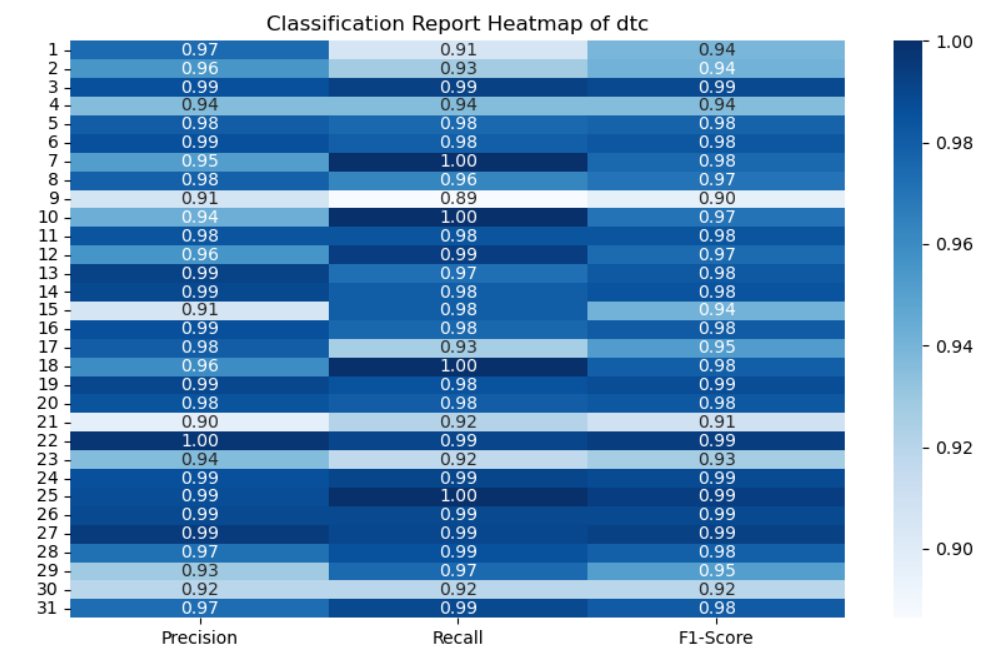 Classification Report Heatmap of dtc
1 0.97 0.91 0.94 1.00
2 0.96 0.93 0.94
3 0.99 0.99 0.99
4 0.94 0.94 0.94
5 0.98 0.98 0.98
6 0.99 0.98 0.98 0.98
7 0.95 1.00 0.98
8 0.98 0.96 0.97
9 0.91 0.89 0.90
10 0.94 1.00 0.97
11 0.98 0.98 0.98
12 0.96 0.99 0.97 0.96
13 0.99 0.97 0.98
14 0.99 0.98 0.98
15 0.91 0.98 0.94
16 0.99 0.98 0.98
17 0.98 0.93 0.95 0.94
18 0.96 1.00 0.98
19 0.99 0.98 0.99
20 0.98 0.98 0.98
21 0.90 0.92 0.91
22 1.00 0.99 0.99 0.92
23 0.94 0.92 0.93
24 0.99 0.99 0.99
25 0.99 1.00 0.99
26 0.99 0.99 0.99
27 0.99 0.99 0.99
28 0.97 0.99 0.98 0.90
29 0.93 0.97 0.95
30 0.92 0.92 0.92
31 0.97 0.99 0.98
Precision Recall F1-Score